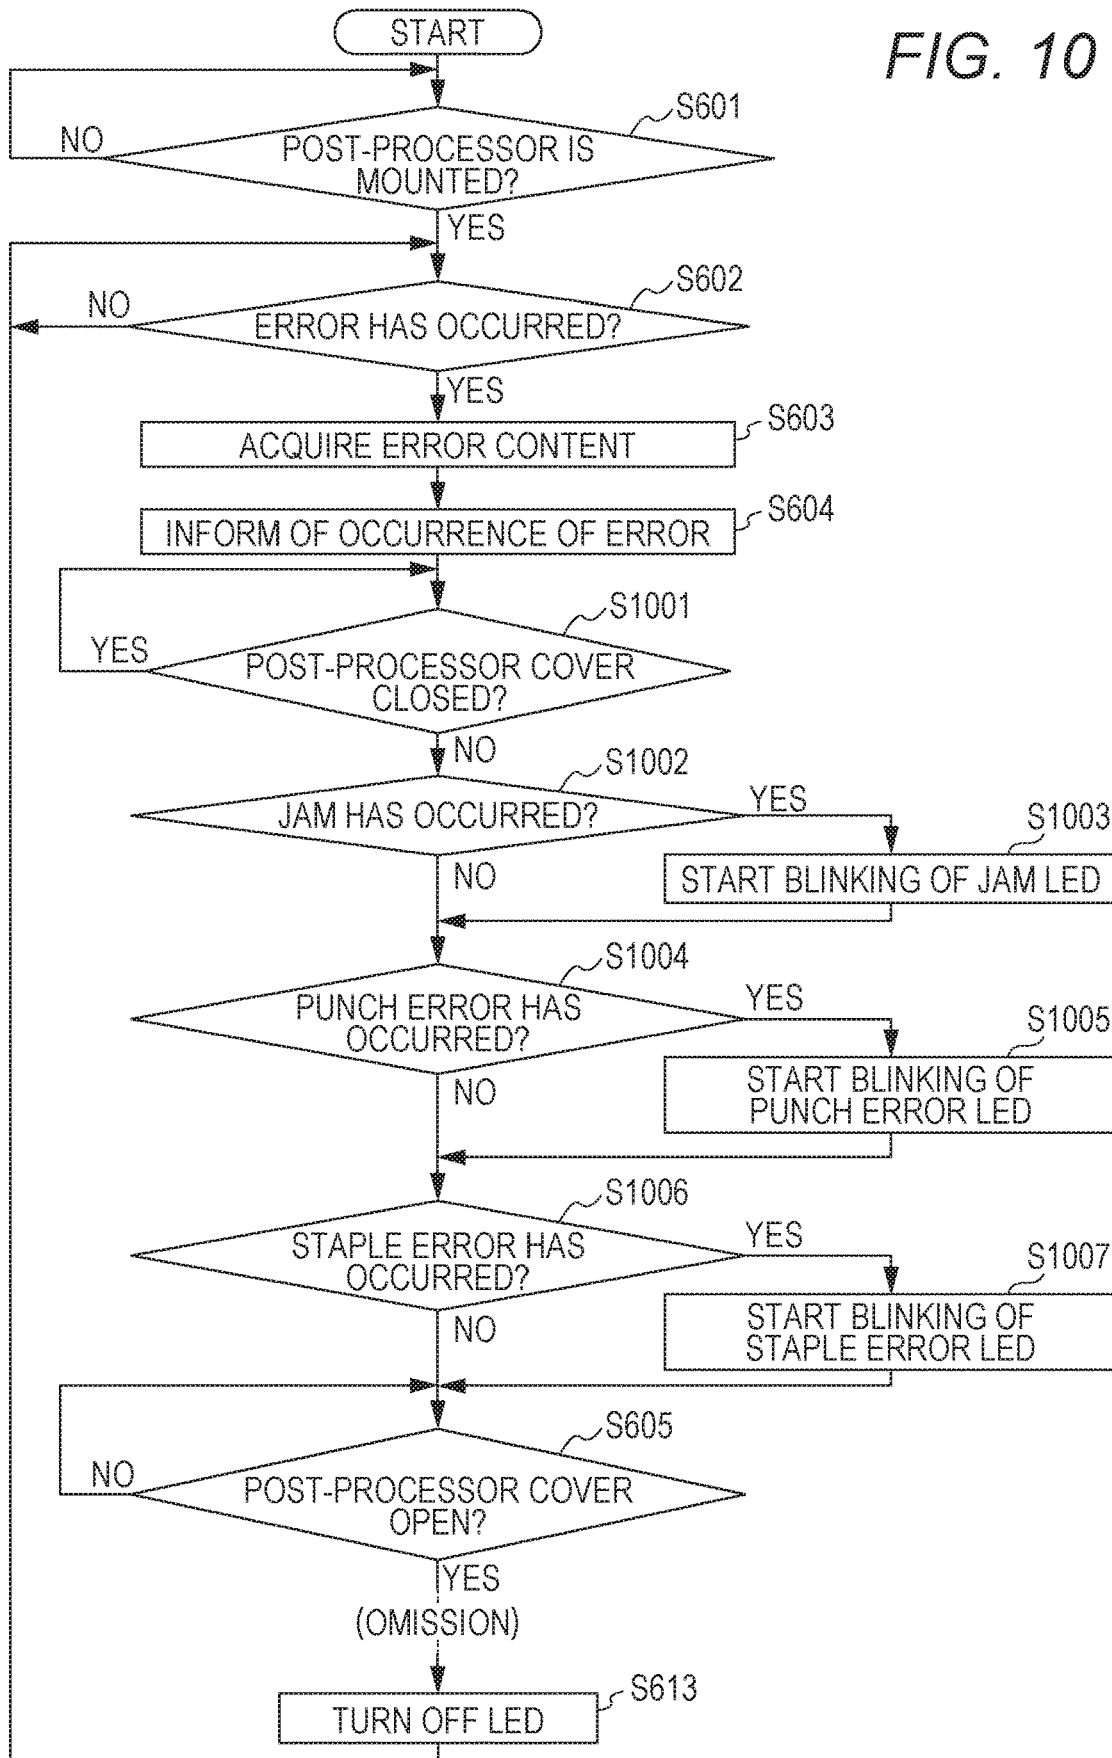 START
FIG. 10
S601
NO
POST-PROCESSOR IS
MOUNTED?
YES
S602
NO
ERROR HAS OCCURRED?
YES
S603
ACQUIRE ERROR CONTENT
S604
INFORM OF OCCURRENCE OF ERROR
S1001
YES
POST-PROCESSOR COVER
CLOSED?
NO
S1002
JAM HAS OCCURRED?
YES
S1003
START BLINKING OF JAM LED
NO
S1004
PUNCH ERROR HAS
OCCURRED?
YES
S1005
START BLINKING OF
PUNCH ERROR LED
NO
S1006
STAPLE ERROR HAS
OCCURRED?
YES
S1007
START BLINKING OF
STAPLE ERROR LED
NO
S605
NO
POST-PROCESSOR COVER
OPEN?
YES
(OMISSION)
S613
TURN OFF LED